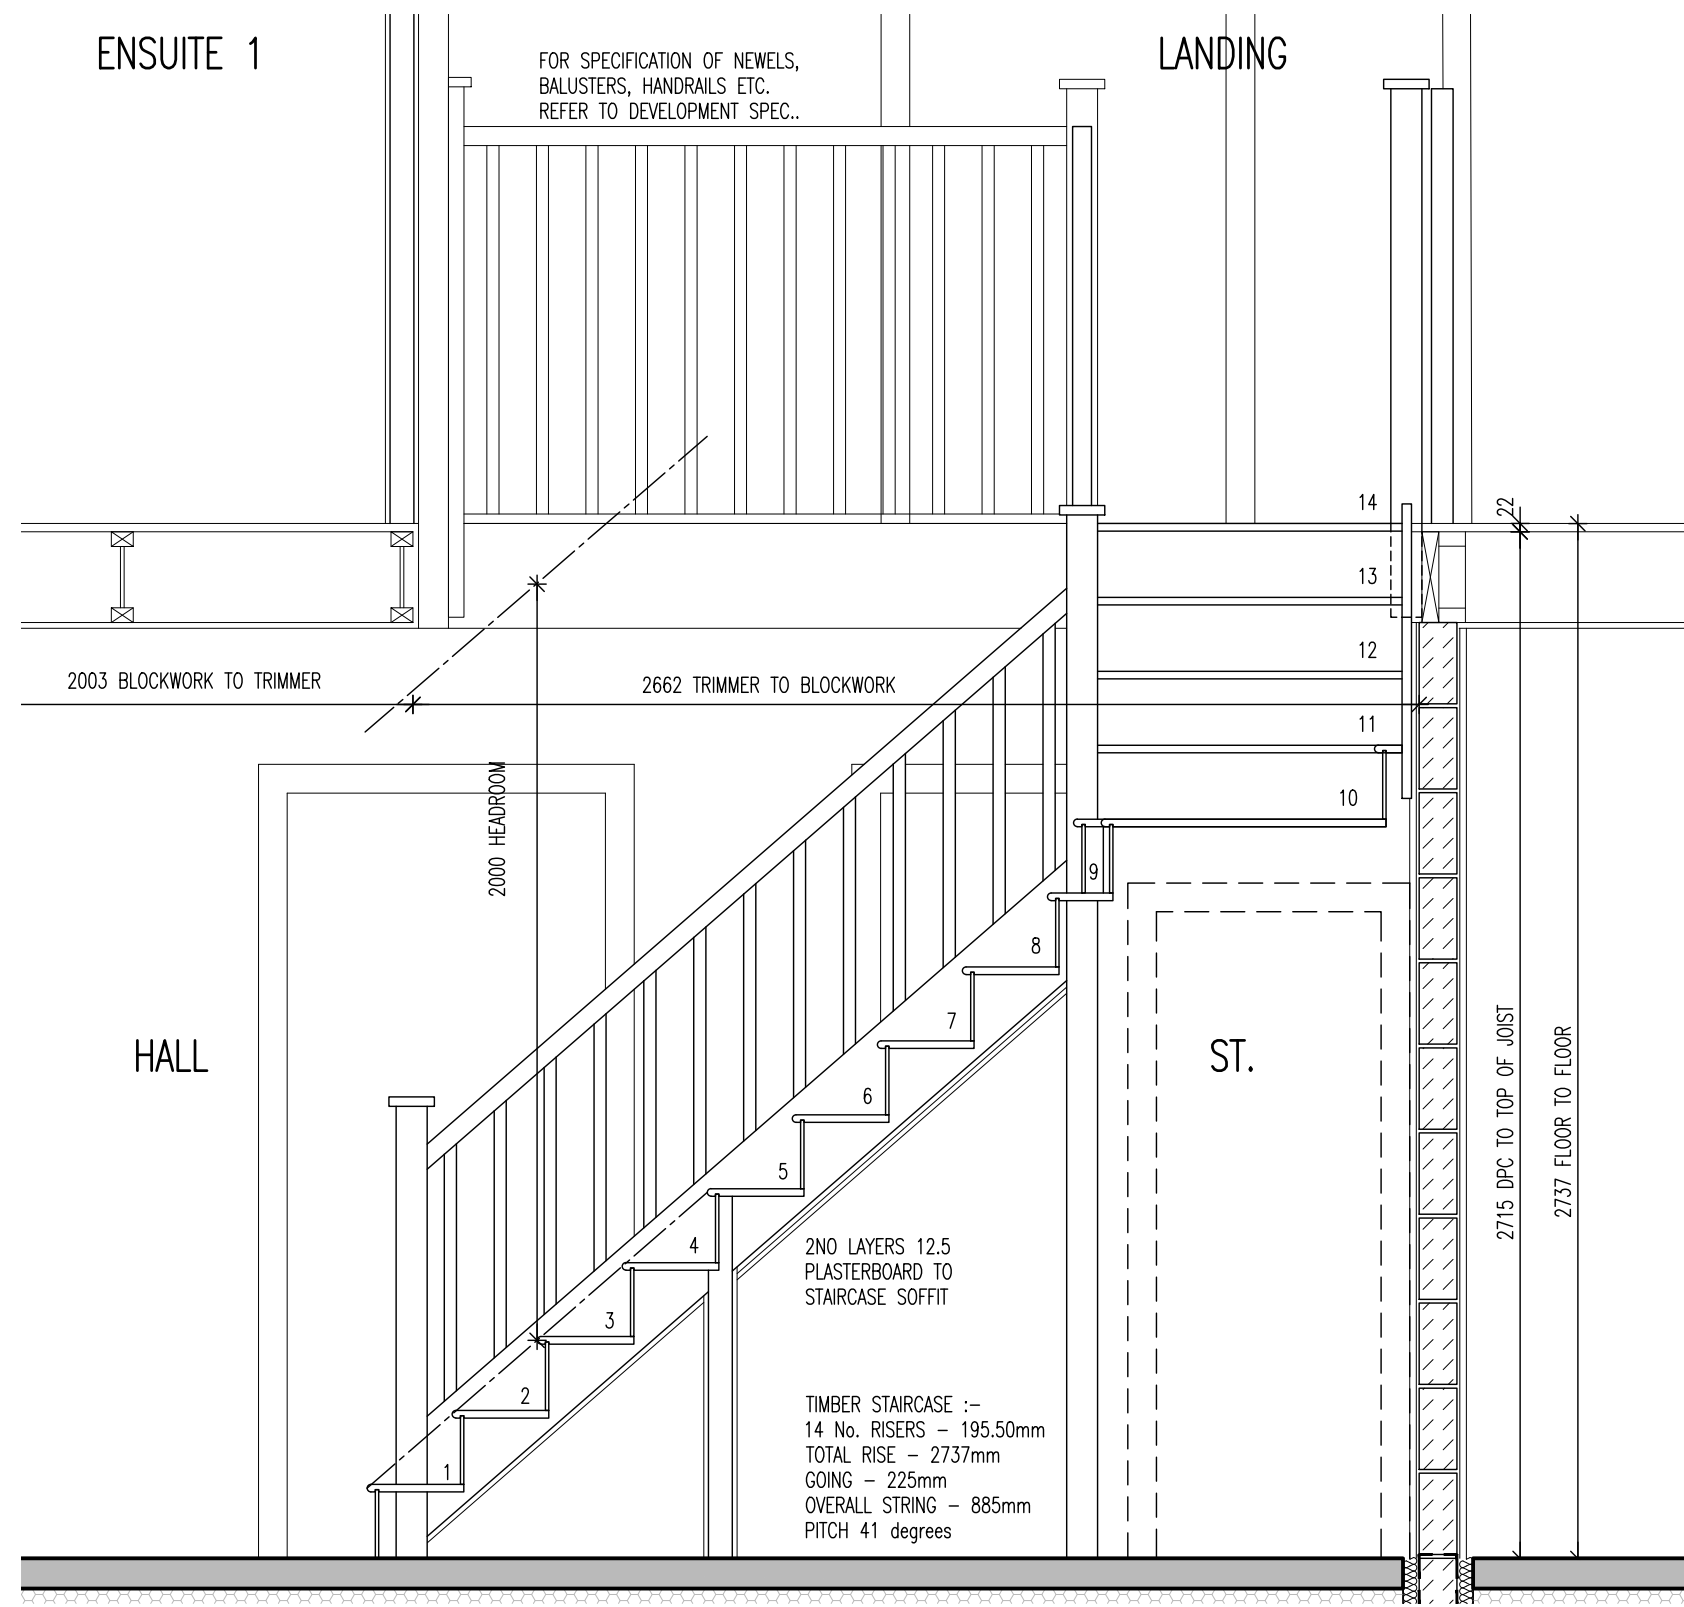 ENSUITE 1
FOR SPECIFICATION OF NEWELS,
BALUSTERS, HANDRAILS ETC.
REFER TO DEVELOPMENT SPEC..
LANDING
14
22
13
12
2003 BLOCKWORK TO TRIMMER
2662 TRIMMER TO BLOCKWORK
11
10
2000 HEADROOM
9
8
7
HALL
ST.
6
5
4
3
2
1
2715 DPC TO TOP OF JOIST
2737 FLOOR TO FLOOR
2NO LAYERS 12.5
PLASTERBOARD TO
STAIRCASE SOFFIT
TIMBER STAIRCASE :-
14 No. RISERS - 195.50mm
TOTAL RISE - 2737mm
GOING - 225mm
OVERALL STRING - 885mm
PITCH 41 degrees